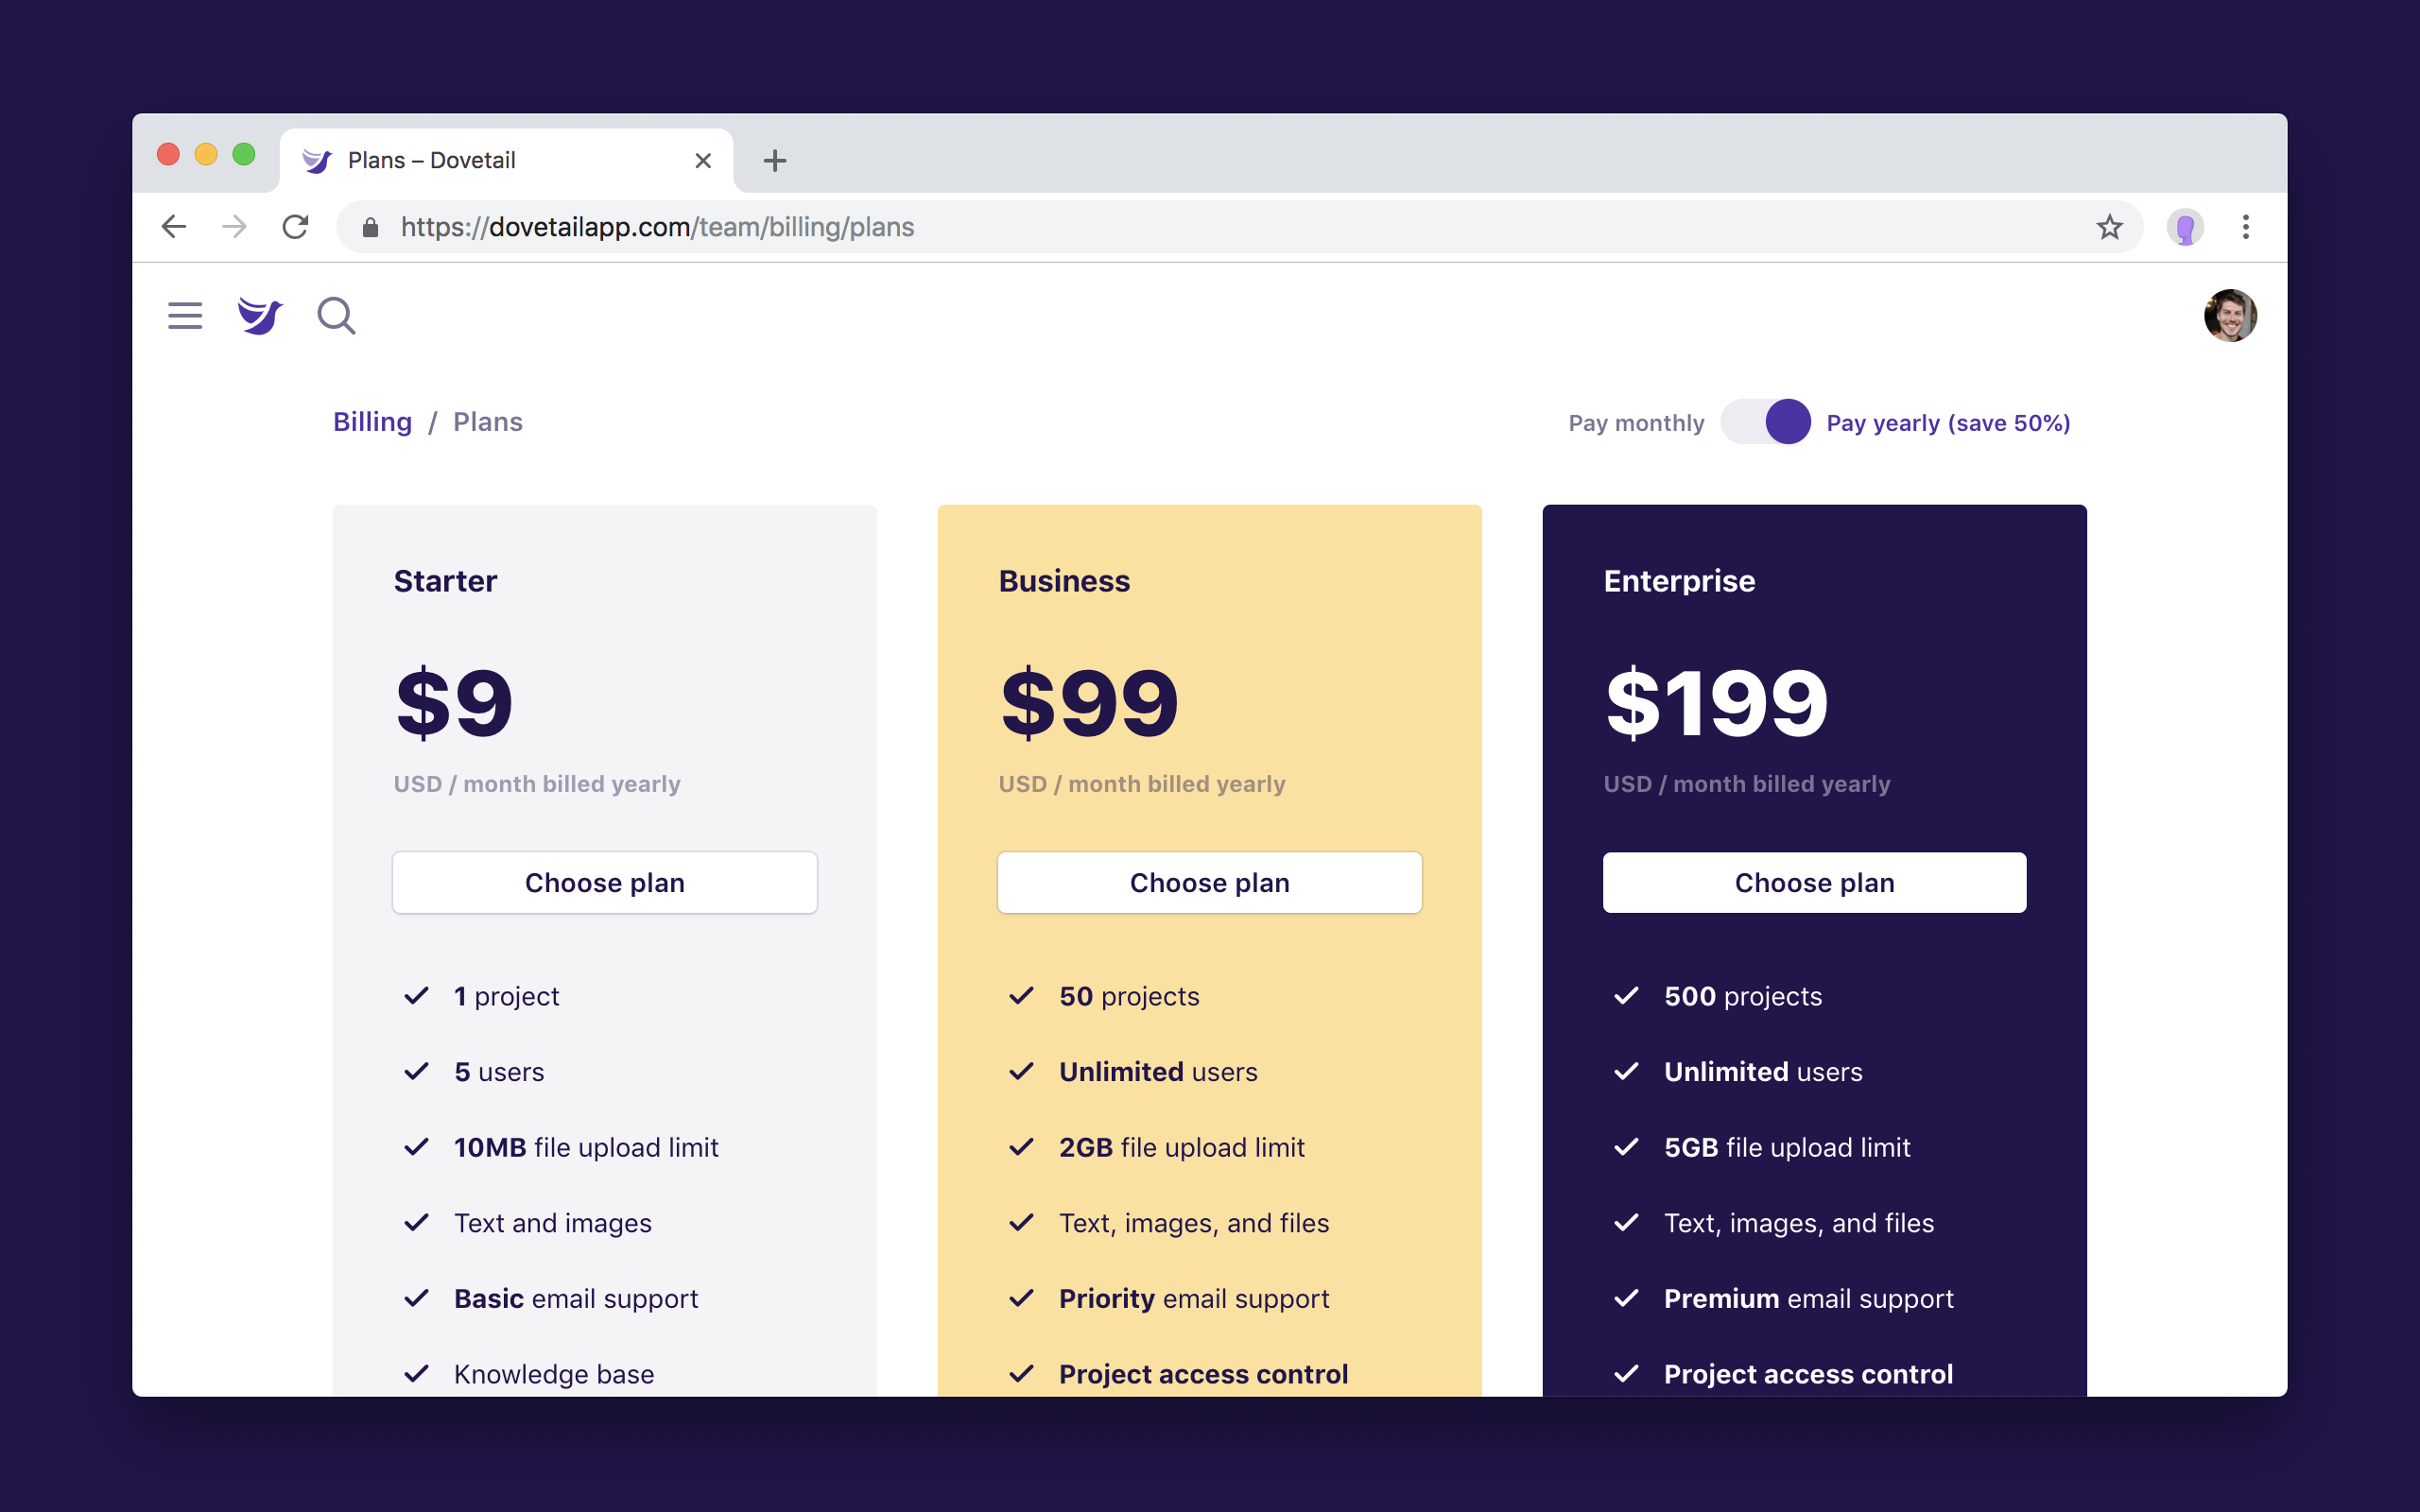 Plans – Dovetail
https://dovetailapp.com/team/billing/plans
Billing / Plans
Pay monthly Pay yearly (save 50%)
Starter
$9
USD / month billed yearly
Choose plan
1 project
5 users
10MB file upload limit
Text and images
Basic email support
Knowledge base
Business
$99
USD / month billed yearly
Choose plan
50 projects
Unlimited users
2GB file upload limit
Text, images, and files
Priority email support
Project access control
Enterprise
$199
USD / month billed yearly
Choose plan
500 projects
Unlimited users
5GB file upload limit
Text, images, and files
Premium email support
Project access control